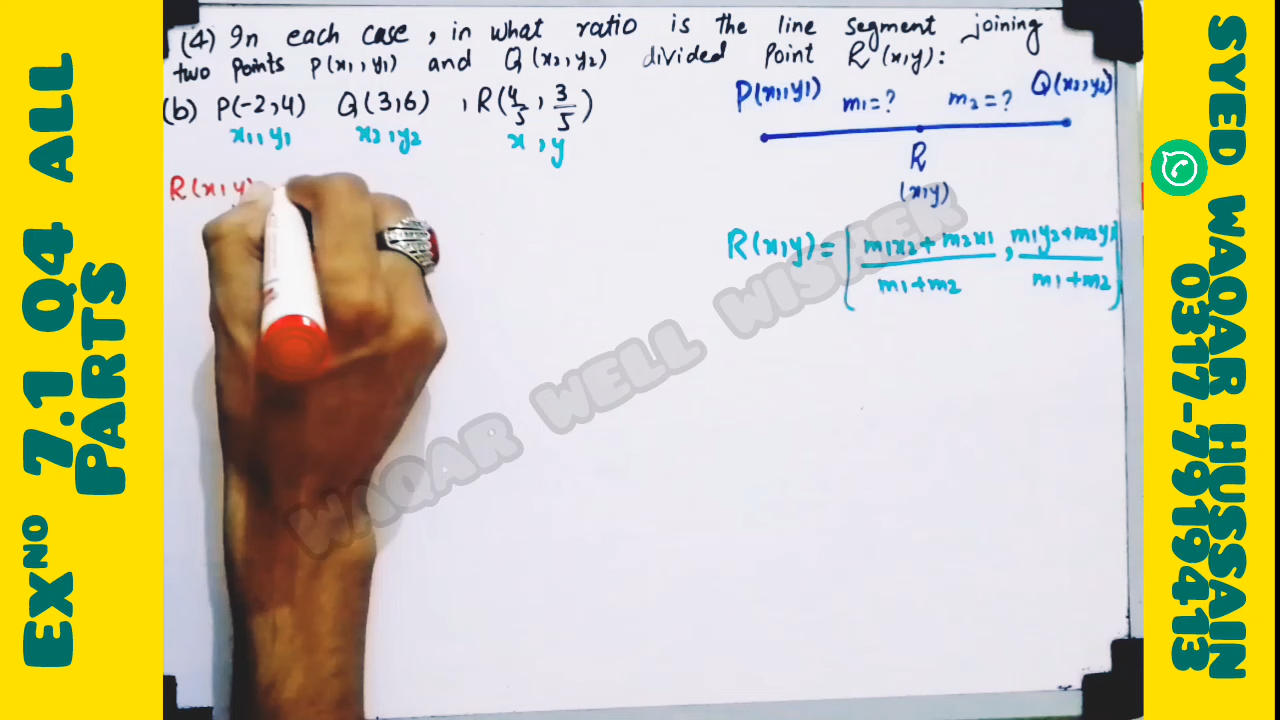 (4) In each case, in what ratio is the line segment joining
two points P(x₁,y₁) and Q(x₂,y₂) divided Point R(x,y):
(b) P(-2,4) Q(3,6) , R(4/5, 3/5)
x₁,y₁ x₂,y₂ x,y
P(x₁,y₁) m₁=? m₂=? Q(x₂,y₂)
R
(x,y)
R(x,y)
R(x,y) = [(m₁x₂+m₂x₁)/(m₁+m₂), (m₁y₂+m₂y₁)/(m₁+m₂)]
WAQAR WELL WISHER
EXᴺᴼ 7.1 Q4 ALL
PARTS
SYED WAQAR HUSSAIN
0317-7919413